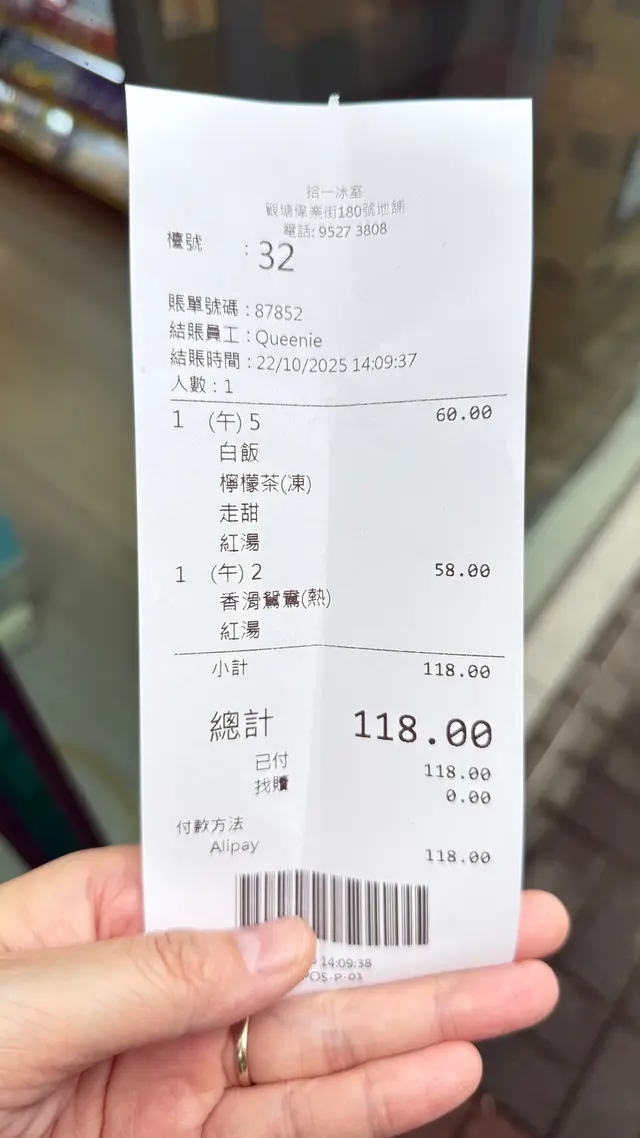 拾一冰室
觀塘偉業街180號地舖
電話: 9527 3808
檯號 : 32
賬單號碼 : 87852
結賬員工 : Queenie
結賬時間 : 22/10/2025 14:09:37
人數 : 1
1 (午) 5 60.00
白飯
檸檬茶(凍)
走甜
紅湯
1 (午) 2 58.00
香滑鴛鴦(熱)
紅湯
小計 118.00
總計 118.00
已付 118.00
找贖 0.00
付款方法
Alipay 118.00
14:09:38
POS-P-01